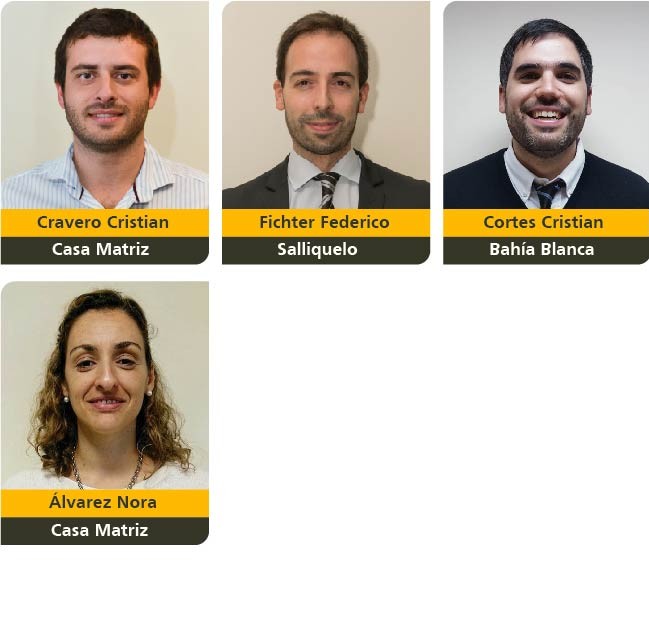 Cravero Cristian
Casa Matriz
Fichter Federico
Salliquelo
Cortes Cristian
Bahía Blanca
Álvarez Nora
Casa Matriz